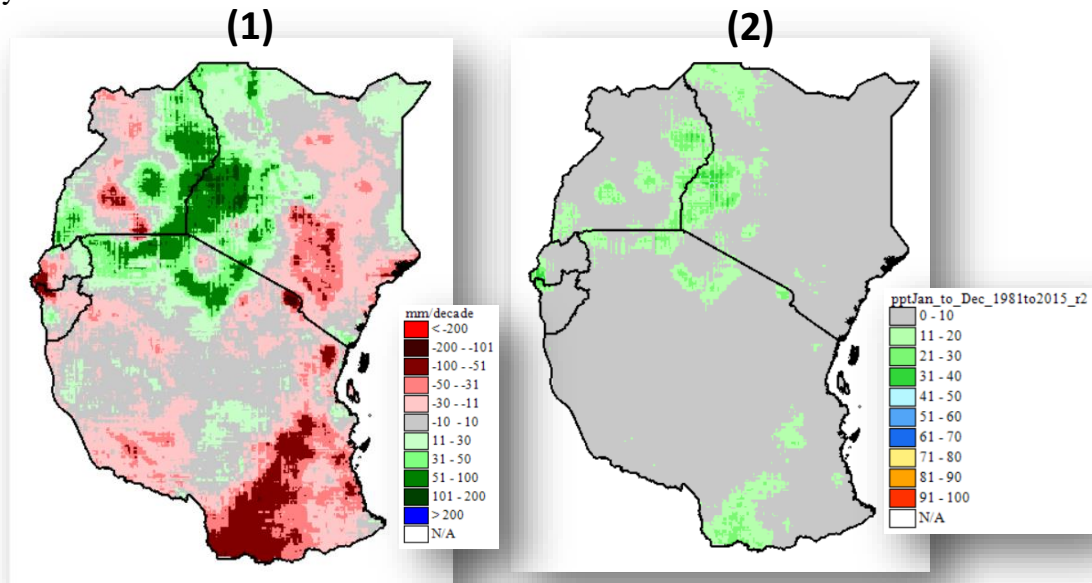 (1)
(2)
mm/decade
< -200
-200 - -101
-100 - -51
-50 - -31
-30 - -11
-10 - 10
11 - 30
31 - 50
51 - 100
101 - 200
> 200
N/A
pptJan_to_Dec_1981to2015_r2
0 - 10
11 - 20
21 - 30
31 - 40
41 - 50
51 - 60
61 - 70
71 - 80
81 - 90
91 - 100
N/A